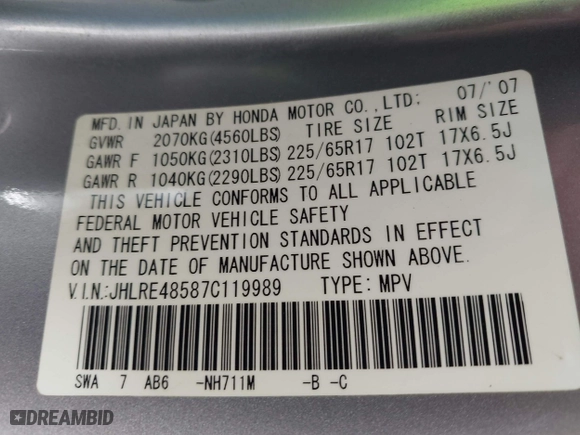 MFD. IN JAPAN BY HONDA MOTOR CO., LTD: 07/'07
GVWR 2070KG(4560LBS) TIRE SIZE RIM SIZE
GAWR F 1050KG(2310LBS) 225/65R17 102T 17X6.5J
GAWR R 1040KG(2290LBS) 225/65R17 102T 17X6.5J
THIS VEHICLE CONFORMS TO ALL APPLICABLE
FEDERAL MOTOR VEHICLE SAFETY
AND THEFT PREVENTION STANDARDS IN EFFECT
ON THE DATE OF MANUFACTURE SHOWN ABOVE.
V.I.N.:JHLRE48587C119989 TYPE: MPV
SWA 7 AB6 -NH711M -B -C
DREAMBID